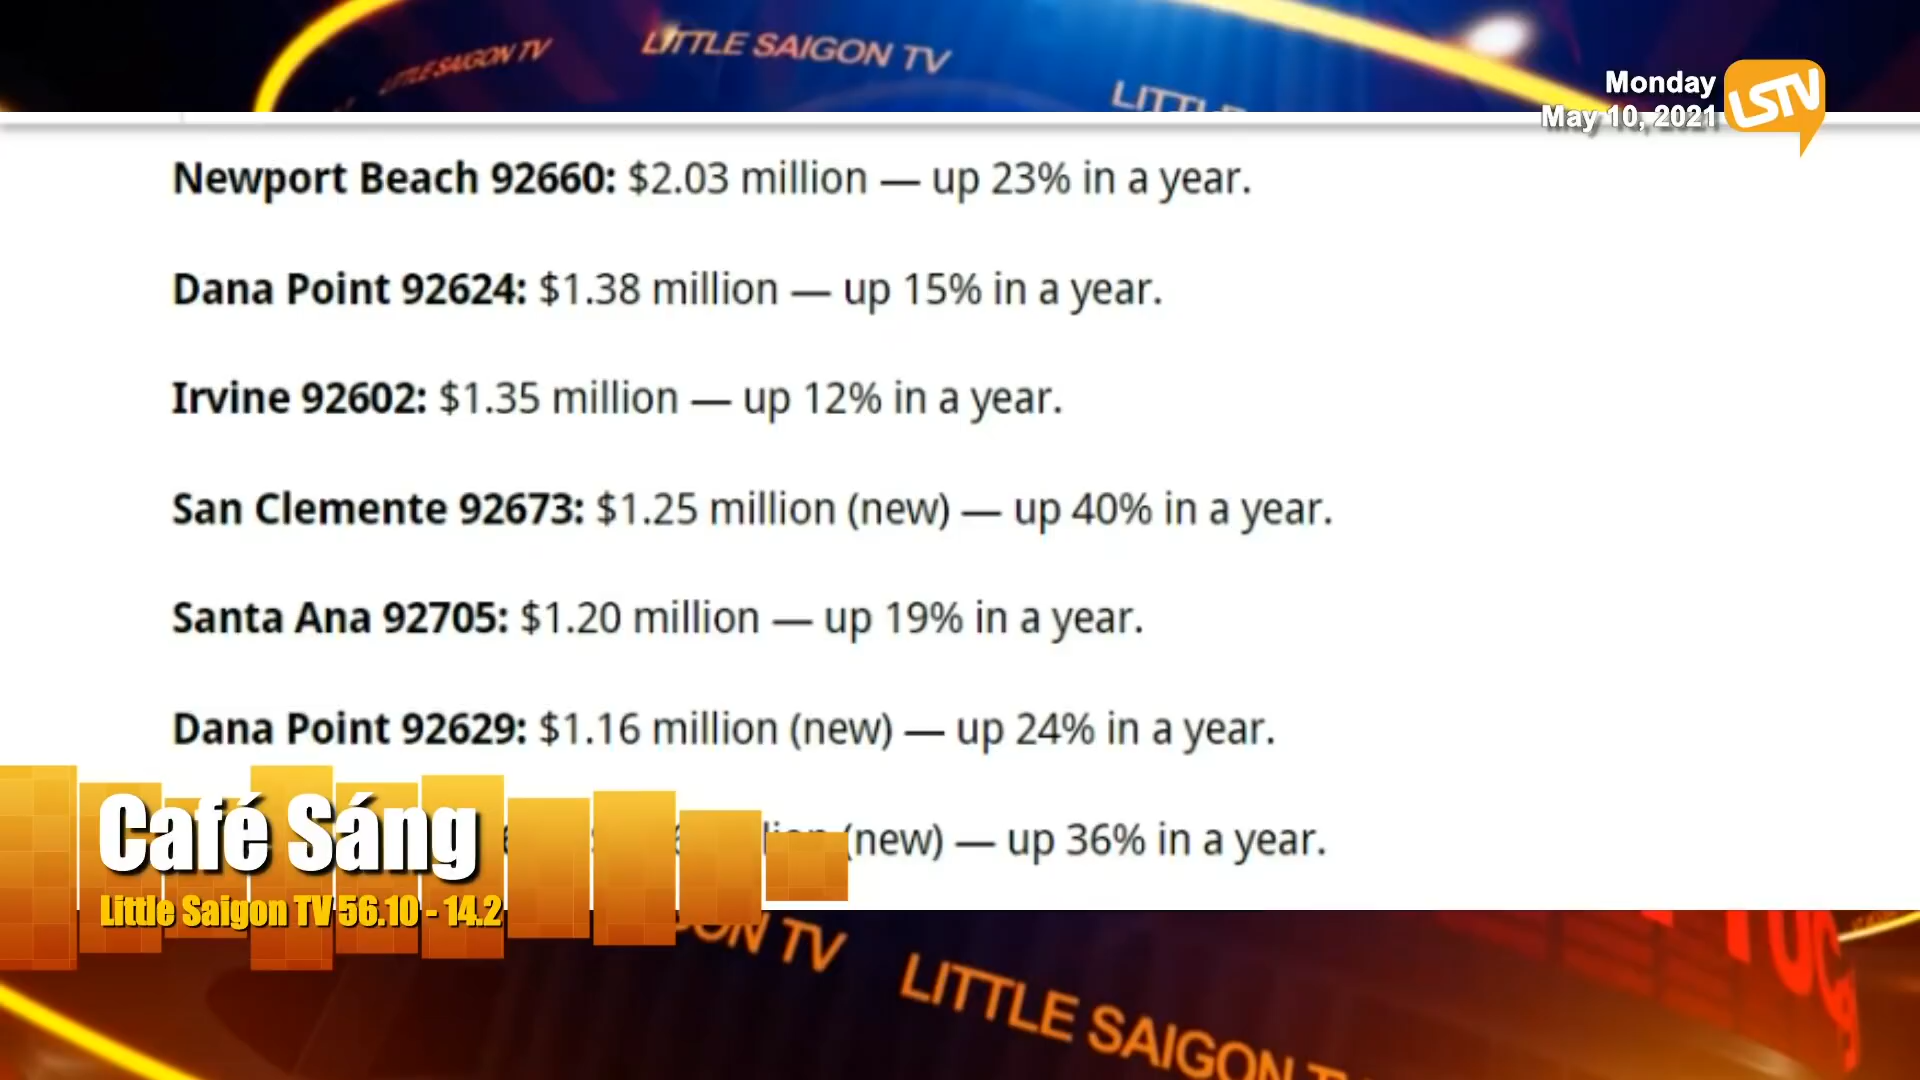 LITTLE SAIGON TV
LITTLE SAIGON TV
Monday
May 10, 2021
LSTV
Newport Beach 92660: $2.03 million — up 23% in a year.
Dana Point 92624: $1.38 million — up 15% in a year.
Irvine 92602: $1.35 million — up 12% in a year.
San Clemente 92673: $1.25 million (new) — up 40% in a year.
Santa Ana 92705: $1.20 million — up 19% in a year.
Dana Point 92629: $1.16 million (new) — up 24% in a year.
(new) — up 36% in a year.
Café Sáng
Little Saigon TV 56.10 - 14.2
TV
LITTLE SAIGON